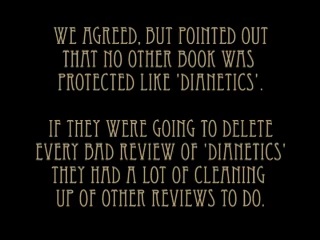 WE AGREED, BUT POINTED OUT
THAT NO OTHER BOOK WAS
PROTECTED LIKE 'DIANETICS'.
IF THEY WERE GOING TO DELETE
EVERY BAD REVIEW OF 'DIANETICS'
THEY HAD A LOT OF CLEANING
UP OF OTHER REVIEWS TO DO.